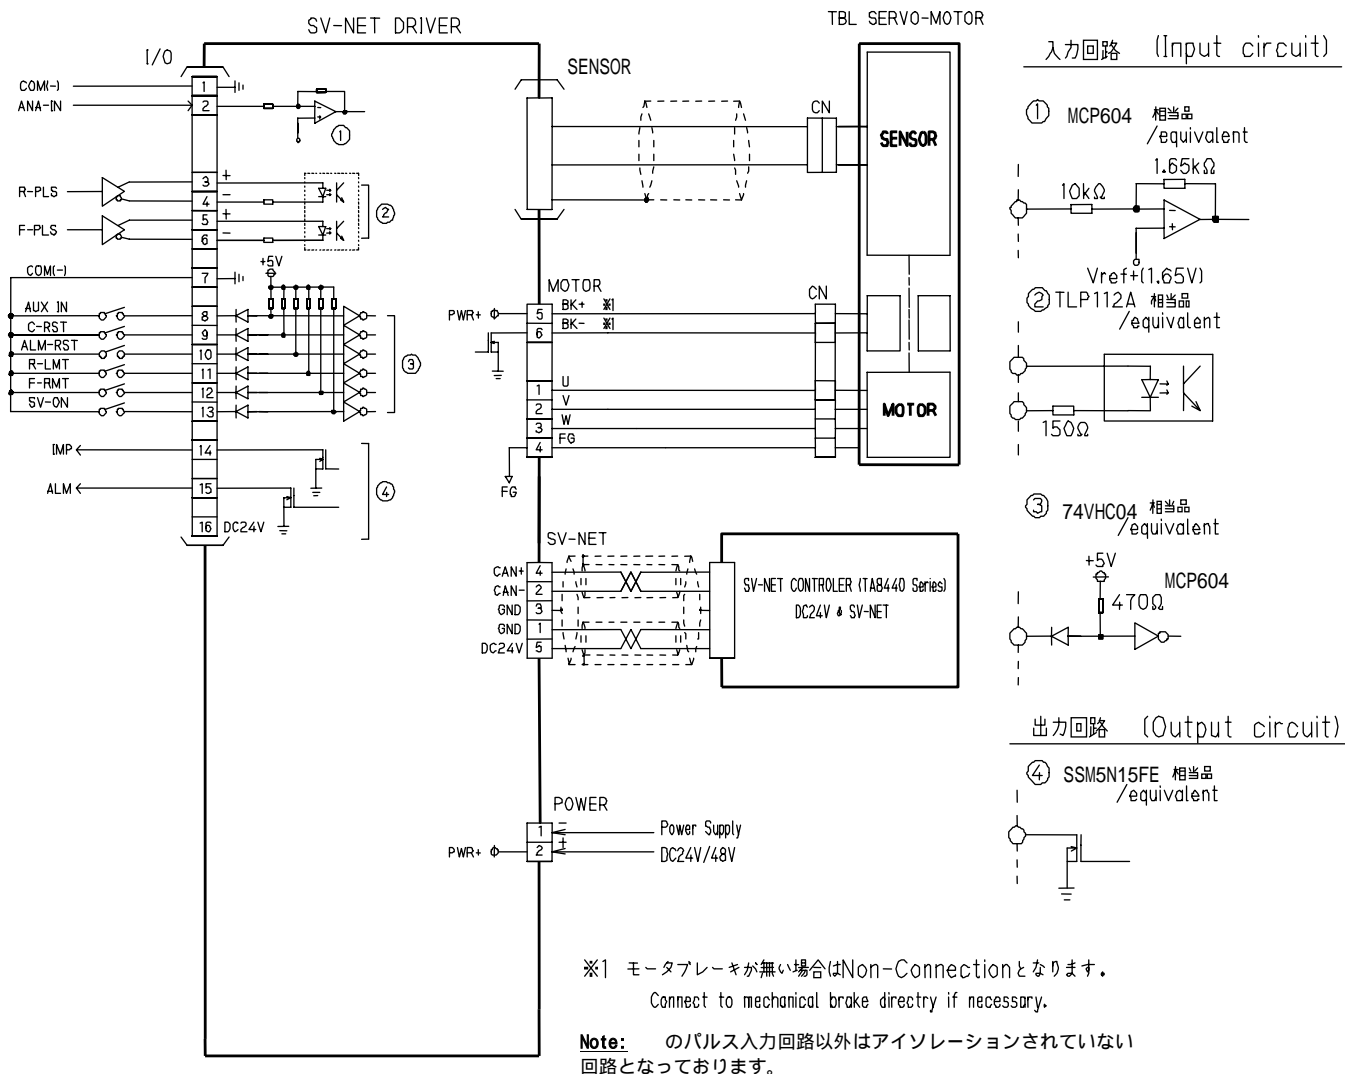 SV-NET DRIVER
TBL SERVO-MOTOR
I/O
COM(-)
1
ANA-IN
2
①
R-PLS
3
+
4
-
②
F-PLS
5
+
6
-
COM(-)
7
+5V
AUX IN
8
C-RST
9
ALM-RST
10
R-LMT
11
③
F-RMT
12
SV-ON
13
IMP
14
ALM
15
④
16
DC24V
SENSOR
CN
SENSOR
MOTOR
CN
PWR+
5
BK+ ※1
6
BK- ※1
1
U
2
V
3
W
4
FG
FG
MOTOR
SV-NET
CAN+
4
CAN-
2
GND
3
GND
1
DC24V
5
SV-NET CONTROLER (TA8440 Series)
DC24V & SV-NET
POWER
1
-
Power Supply
PWR+
2
+
DC24V/48V
入力回路 (Input circuit)
① MCP604 相当品
/equivalent
1.65kΩ
10kΩ
-
+
Vref+(1.65V)
② TLP112A 相当品
/equivalent
150Ω
③ 74VHC04 相当品
/equivalent
+5V
MCP604
470Ω
出力回路 (Output circuit)
④ SSM5N15FE 相当品
/equivalent
※1 モータブレーキが無い場合はNon-Connectionとなります.
Connect to mechanical brake directry if necessary.
Note: のパルス入力回路以外はアイソレーションされていない
回路となっております。